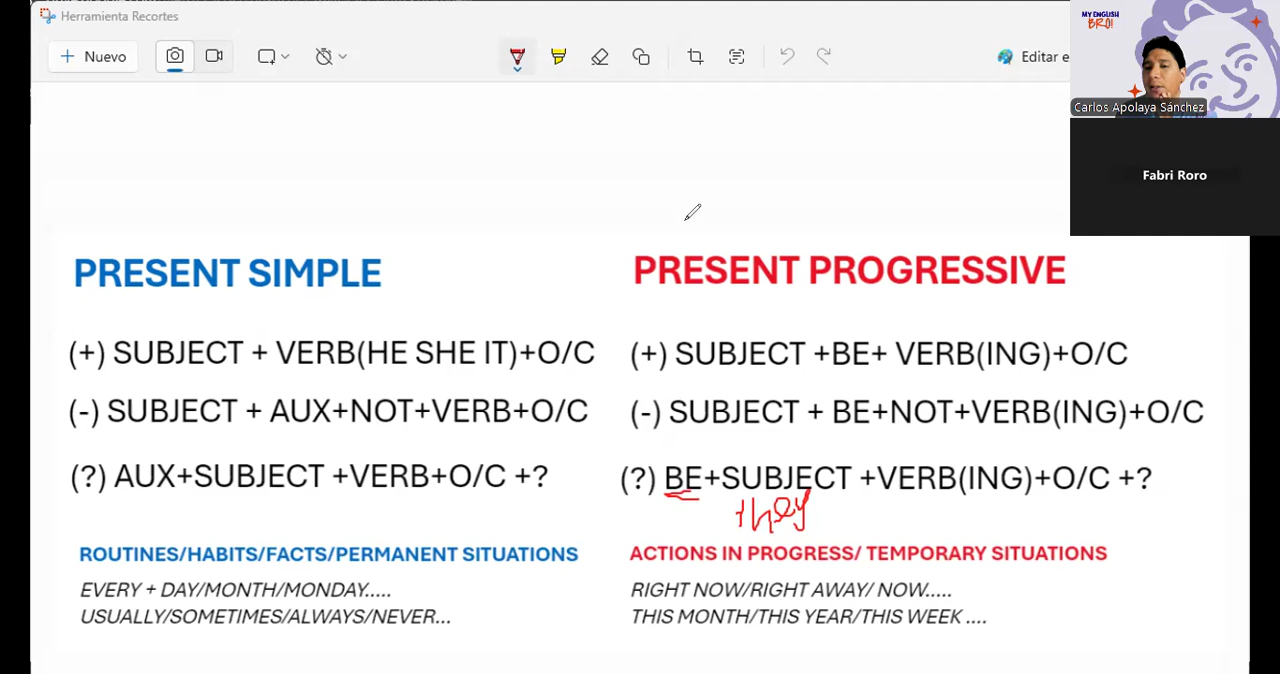 Herramienta Recortes
Nuevo
Editar e
MY ENGLISH
BRO!
Carlos Apolaya Sánchez
Fabri Roro
PRESENT SIMPLE
(+) SUBJECT + VERB(HE SHE IT)+O/C
(-) SUBJECT + AUX+NOT+VERB+O/C
(?) AUX+SUBJECT +VERB+O/C +?
ROUTINES/HABITS/FACTS/PERMANENT SITUATIONS
EVERY + DAY/MONTH/MONDAY.....
USUALLY/SOMETIMES/ALWAYS/NEVER...
PRESENT PROGRESSIVE
(+) SUBJECT +BE+ VERB(ING)+O/C
(-) SUBJECT + BE+NOT+VERB(ING)+O/C
(?) BE+SUBJECT +VERB(ING)+O/C +?
they
ACTIONS IN PROGRESS/ TEMPORARY SITUATIONS
RIGHT NOW/RIGHT AWAY/ NOW.....
THIS MONTH/THIS YEAR/THIS WEEK ....